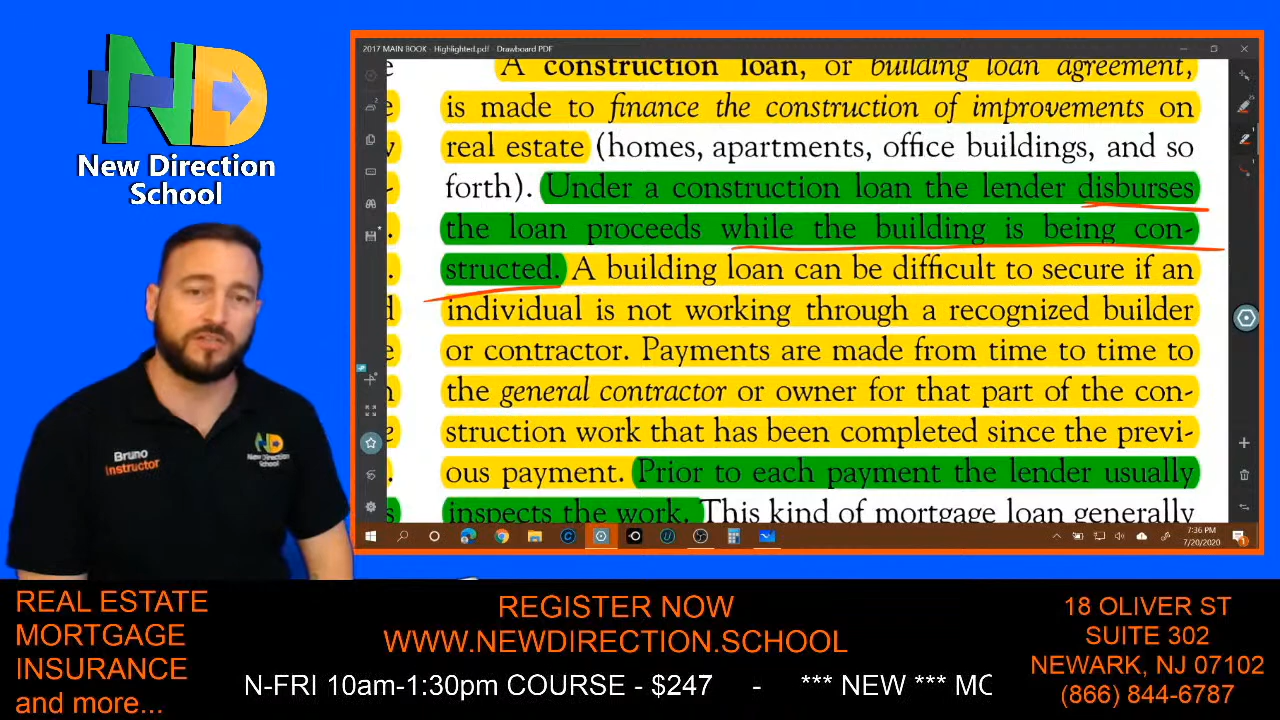 ND
New Direction
School
Bruno
Instructor
New Direction
School
2017 MAIN BOOK - Highlighted.pdf - Drawboard PDF
A construction loan, or building loan agreement,
is made to finance the construction of improvements on
real estate (homes, apartments, office buildings, and so
forth). Under a construction loan the lender disburses
the loan proceeds while the building is being con-
structed. A building loan can be difficult to secure if an
individual is not working through a recognized builder
or contractor. Payments are made from time to time to
the general contractor or owner for that part of the con-
struction work that has been completed since the previ-
ous payment. Prior to each payment the lender usually
inspects the work. This kind of mortgage loan generally
7:36 PM
7/20/2020
REAL ESTATE
MORTGAGE
INSURANCE
and more...
REGISTER NOW
WWW.NEWDIRECTION.SCHOOL
N-FRI 10am-1:30pm COURSE - $247 - *** NEW *** MO
18 OLIVER ST
SUITE 302
NEWARK, NJ 07102
(866) 844-6787